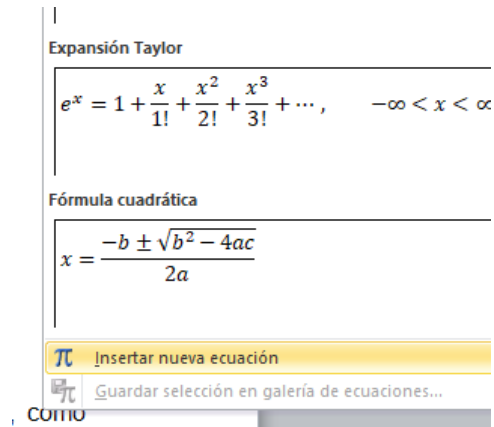 Expansión Taylor
e^x = 1 + x/1! + x^2/2! + x^3/3! + ⋯ , −∞ < x < ∞
Fórmula cuadrática
x = (−b ± √(b^2 − 4ac))/2a
π Insertar nueva ecuación
π Guardar selección en galería de ecuaciones...
, como